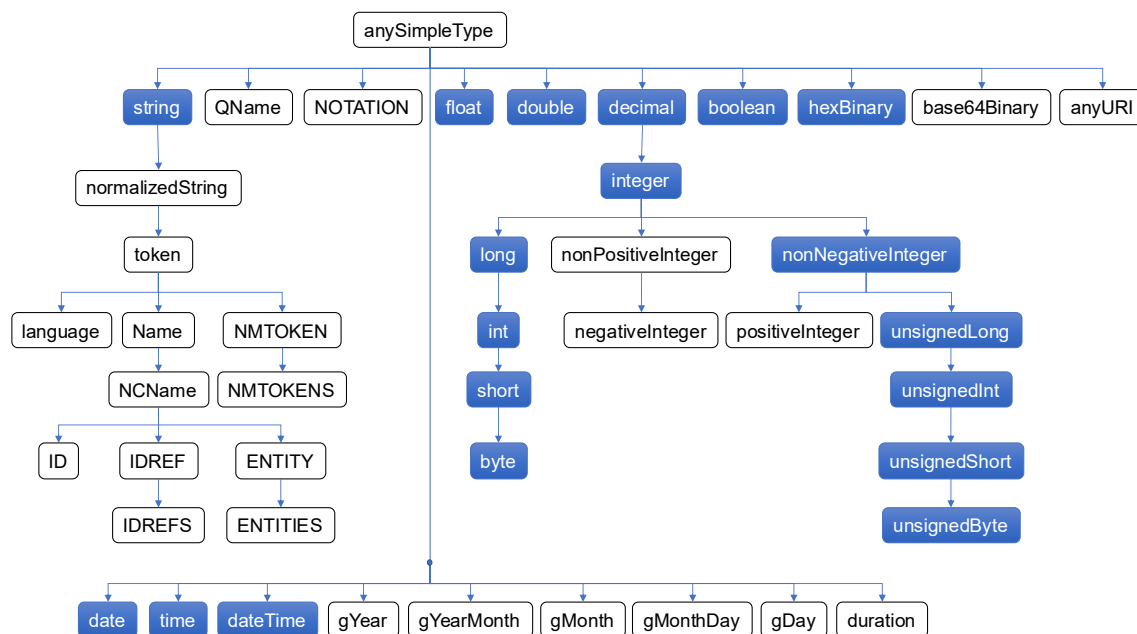 anySimpleType
string
QName
NOTATION
float
double
decimal
boolean
hexBinary
base64Binary
anyURI
normalizedString
integer
token
long
nonPositiveInteger
nonNegativeInteger
language
Name
NMTOKEN
int
negativeInteger
positiveInteger
unsignedLong
NCName
NMTOKENS
short
unsignedInt
ID
IDREF
ENTITY
byte
unsignedShort
IDREFS
ENTITIES
unsignedByte
date
time
dateTime
gYear
gYearMonth
gMonth
gMonthDay
gDay
duration